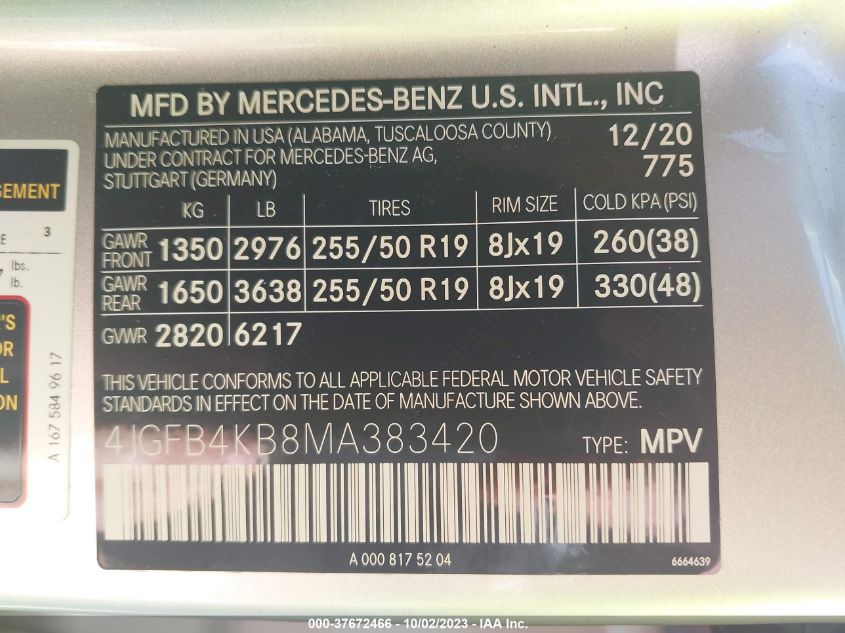 MFD BY MERCEDES-BENZ U.S. INTL., INC
MANUFACTURED IN USA (ALABAMA, TUSCALOOSA COUNTY) 12/20
UNDER CONTRACT FOR MERCEDES-BENZ AG, 775
STUTTGART (GERMANY)
KG LB TIRES RIM SIZE COLD KPA (PSI)
GAWR FRONT 1350 2976 255/50 R19 8Jx19 260(38)
GAWR REAR 1650 3638 255/50 R19 8Jx19 330(48)
GVWR 2820 6217
THIS VEHICLE CONFORMS TO ALL APPLICABLE FEDERAL MOTOR VEHICLE SAFETY
STANDARDS IN EFFECT ON THE DATE OF MANUFACTURE SHOWN ABOVE.
4JGFB4KB8MA383420 TYPE: MPV
A 000 817 52 04 6664639
3
lbs.
lb.
A 167 584 96 17
000-37672466 - 10/02/2023 - IAA Inc.